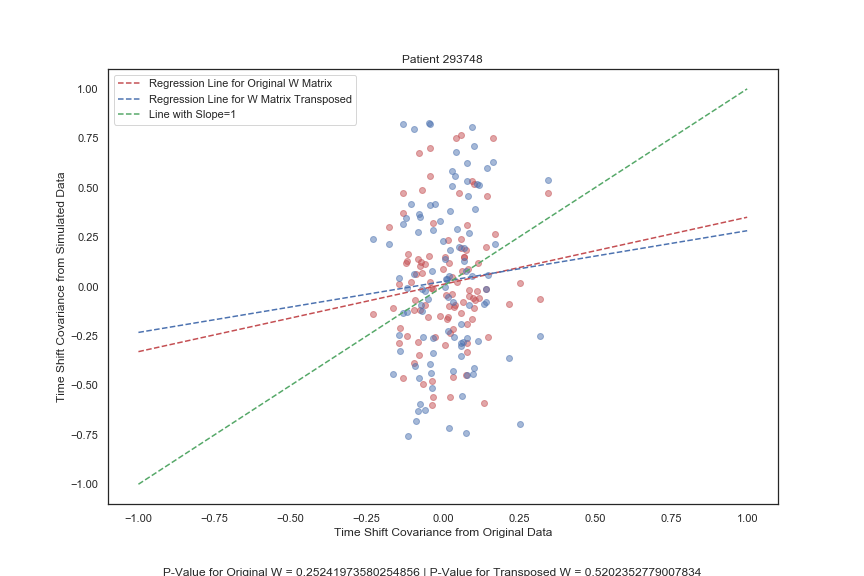 Patient 293748
Regression Line for Original W Matrix
Regression Line for W Matrix Transposed
Line with Slope=1
Time Shift Covariance from Simulated Data
1.00
0.75
0.50
0.25
0.00
−0.25
−0.50
−0.75
−1.00
−1.00 −0.75 −0.50 −0.25 0.00 0.25 0.50 0.75 1.00
Time Shift Covariance from Original Data
P-Value for Original W = 0.25241973580254856 | P-Value for Transposed W = 0.5202352779007834